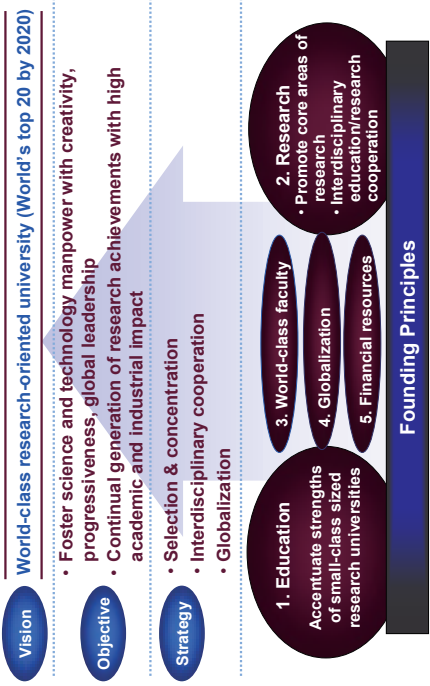 Vision
World-class research-oriented university (World's top 20 by 2020)
Objective
• Foster science and technology manpower with creativity,
progressiveness, global leadership
• Continual generation of research achievements with high
academic and industrial impact
Strategy
• Selection & concentration
• Interdisciplinary cooperation
• Globalization
1. Education
Accentuate strengths
of small-class sized
research universities
3. World-class faculty
4. Globalization
5. Financial resources
2. Research
• Promote core areas of
research
• Interdisciplinary
education/research
cooperation
Founding Principles